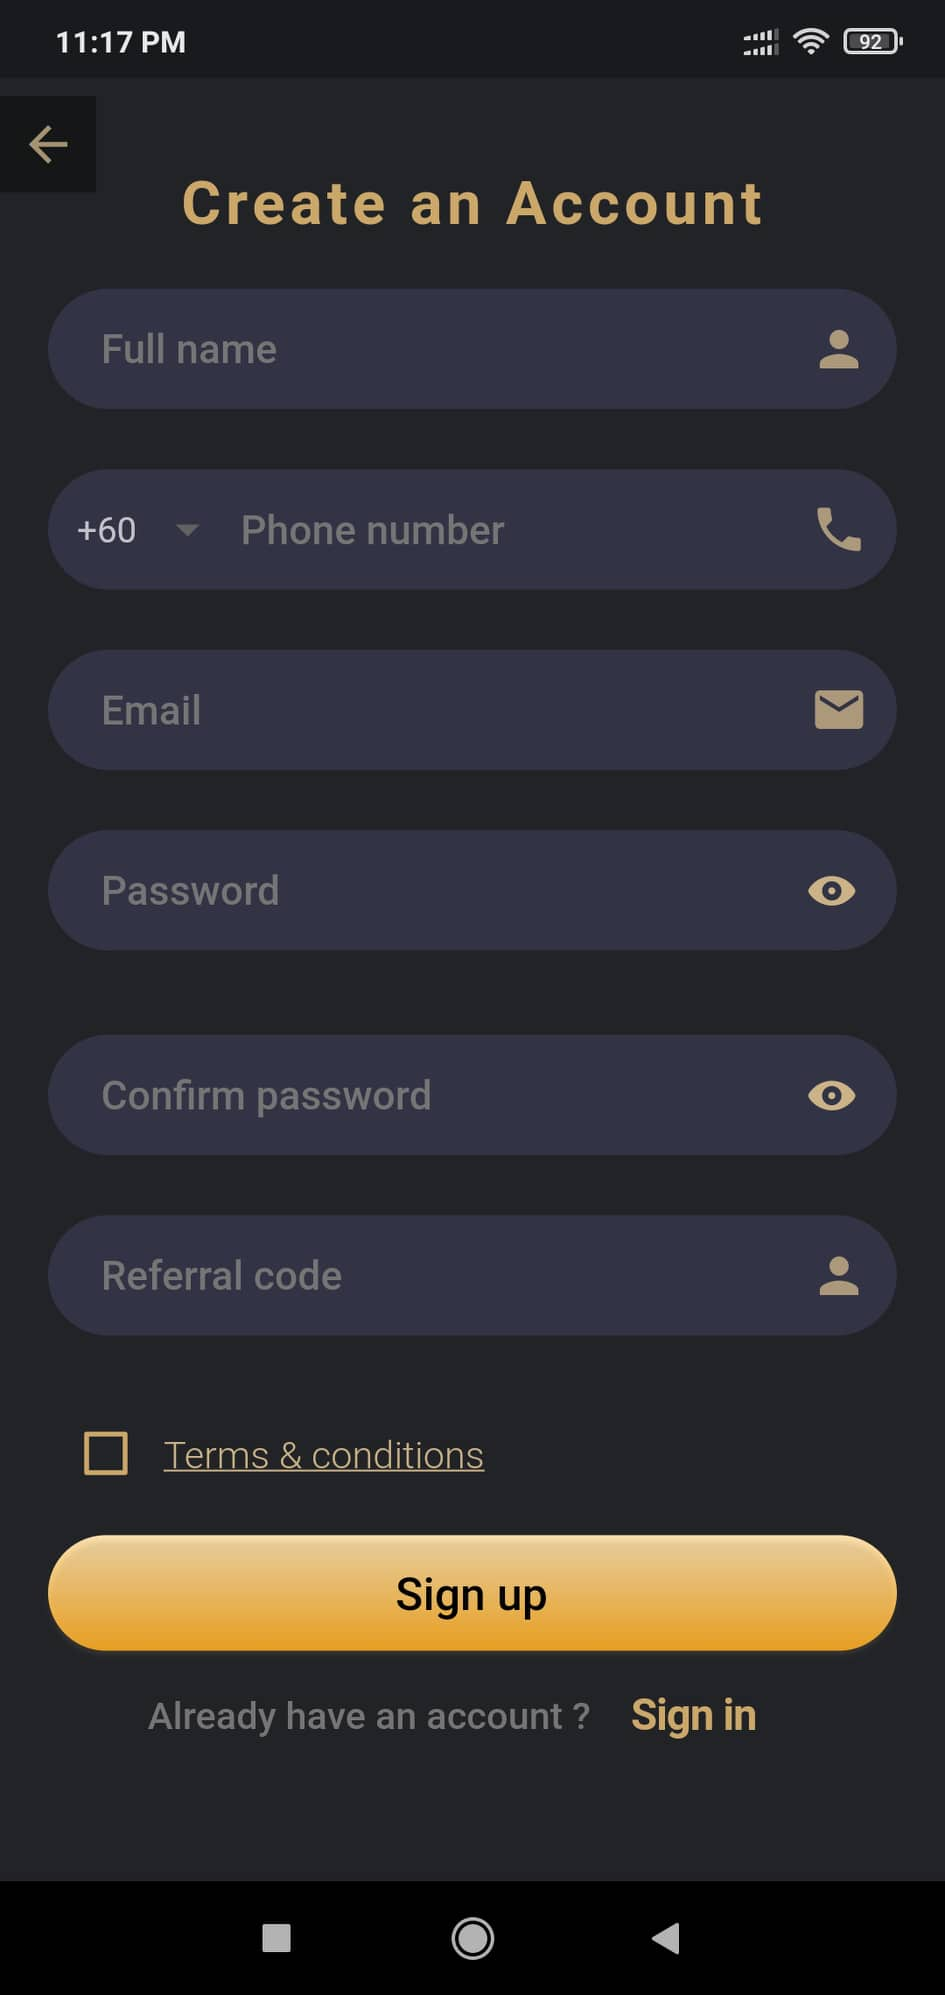 11:17 PM
92
Create an Account
Full name
+60 Phone number
Email
Password
Confirm password
Referral code
Terms & conditions
Sign up
Already have an account ? Sign in